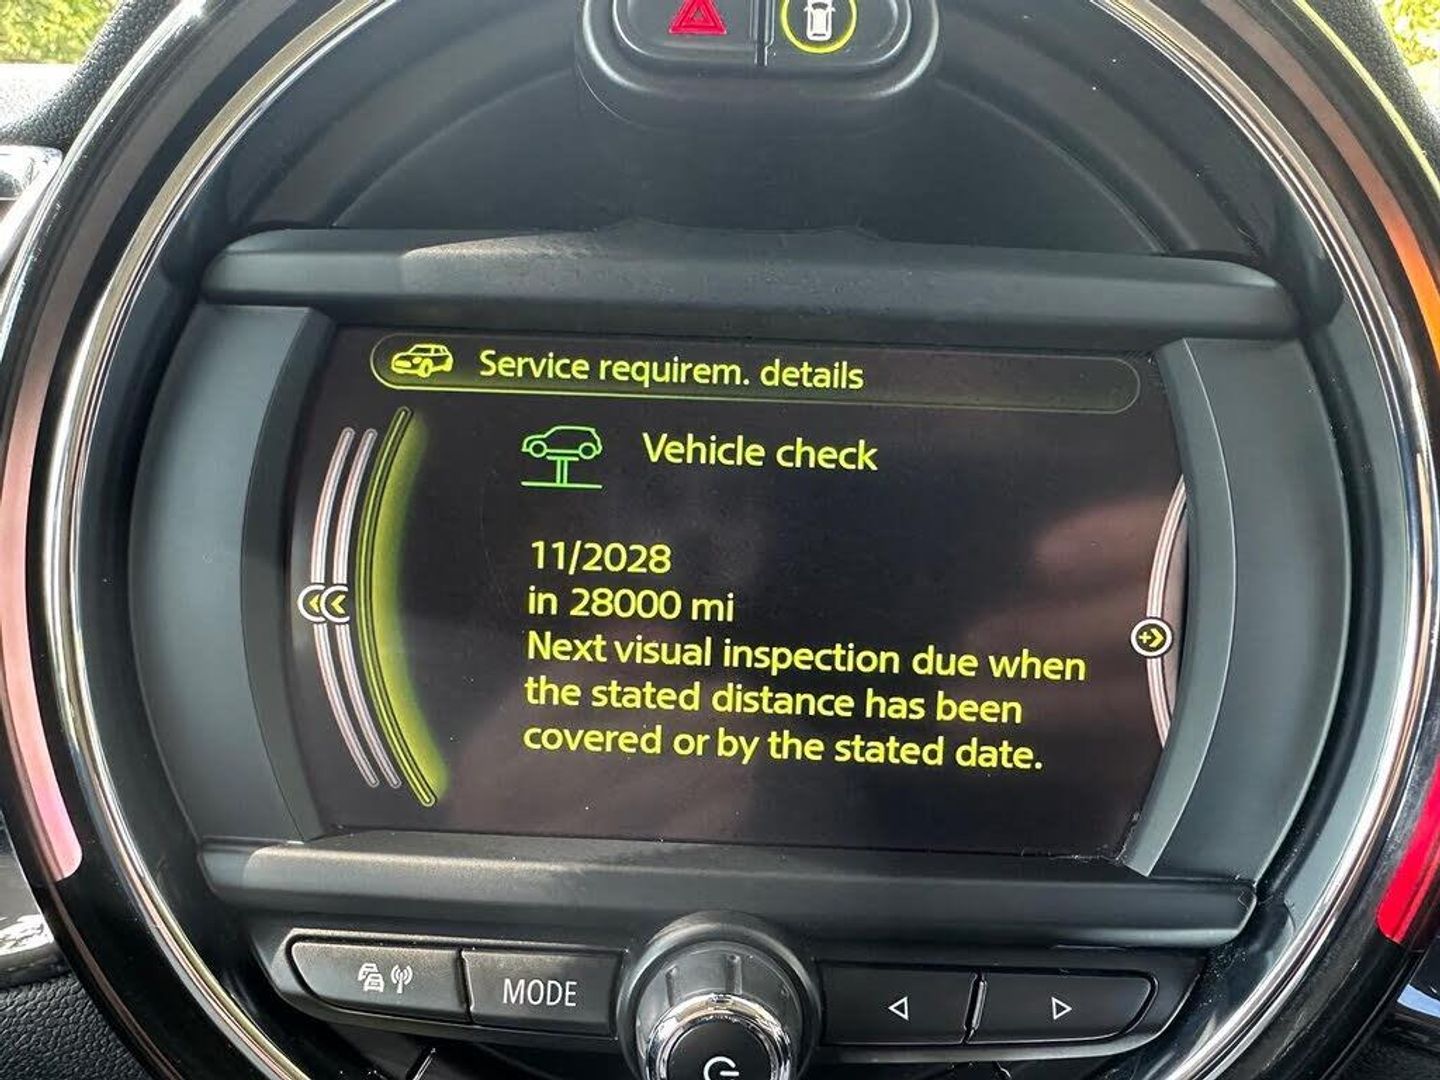 Service requirem. details
Vehicle check
11/2028
in 28000 mi
Next visual inspection due when
the stated distance has been
covered or by the stated date.
MODE